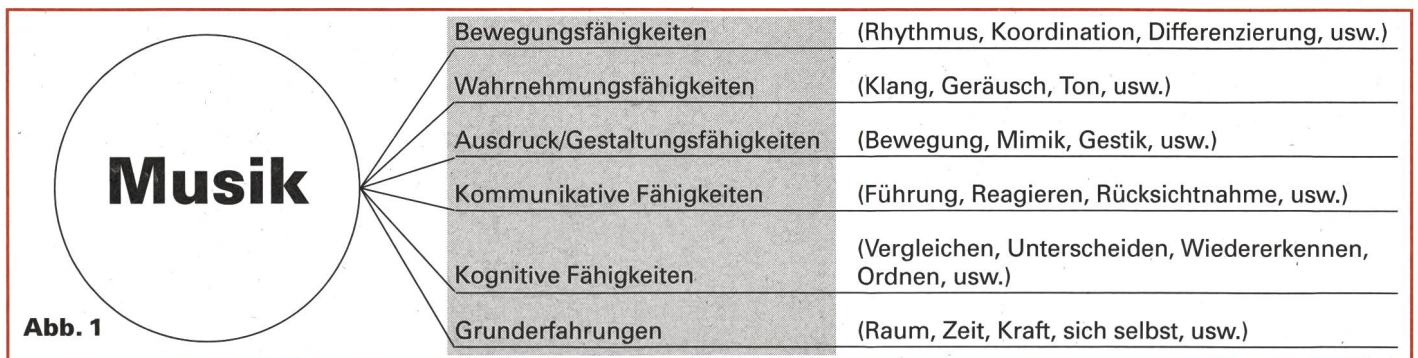 Musik
Abb. 1
Bewegungsfähigkeiten (Rhythmus, Koordination, Differenzierung, usw.)
Wahrnehmungsfähigkeiten (Klang, Geräusch, Ton, usw.)
Ausdruck/Gestaltungsfähigkeiten (Bewegung, Mimik, Gestik, usw.)
Kommunikative Fähigkeiten (Führung, Reagieren, Rücksichtnahme, usw.)
Kognitive Fähigkeiten (Vergleichen, Unterscheiden, Wiedererkennen,
Ordnen, usw.)
Grunderfahrungen (Raum, Zeit, Kraft, sich selbst, usw.)